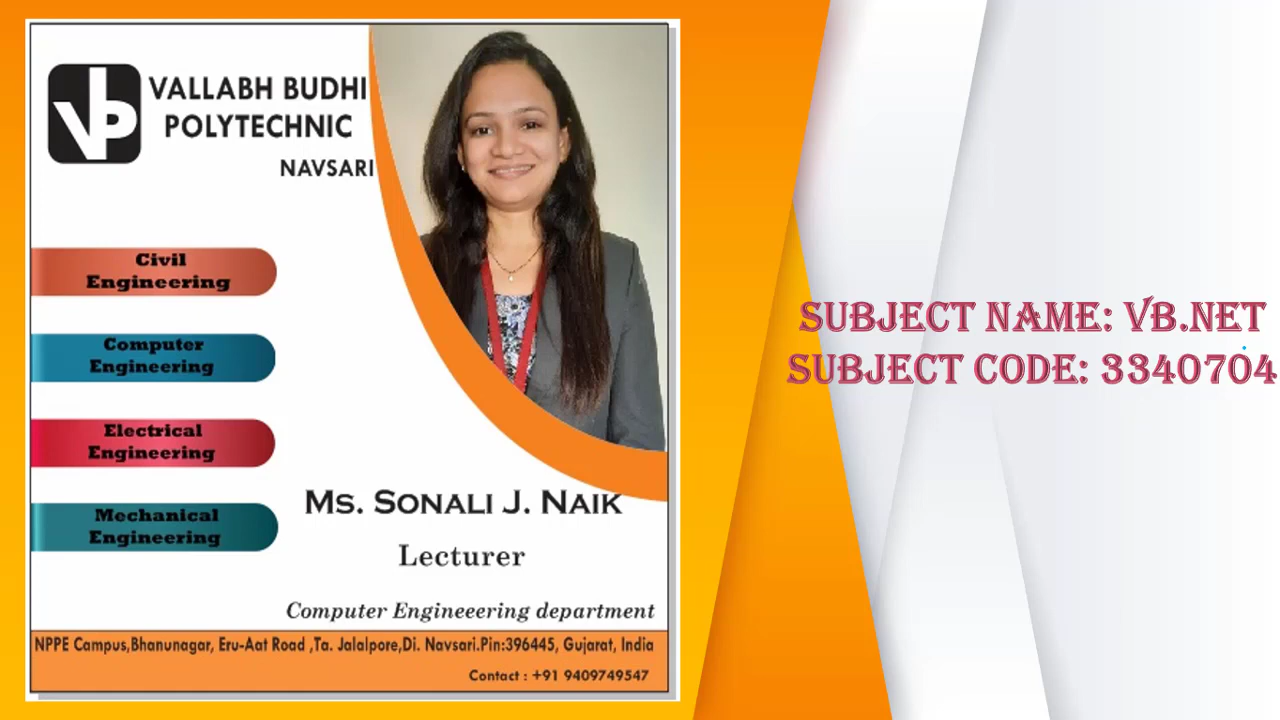 VP
VALLABH BUDHI
POLYTECHNIC
NAVSARI
Civil
Engineering
Computer
Engineering
Electrical
Engineering
Mechanical
Engineering
Ms. Sonali J. Naik
Lecturer
Computer Engineeering department
NPPE Campus,Bhanunagar, Eru-Aat Road ,Ta. Jalalpore,Di. Navsari.Pin:396445, Gujarat, India
Contact : +91 9409749547
SUBJECT NAME: VB.NET
SUBJECT CODE: 3340704